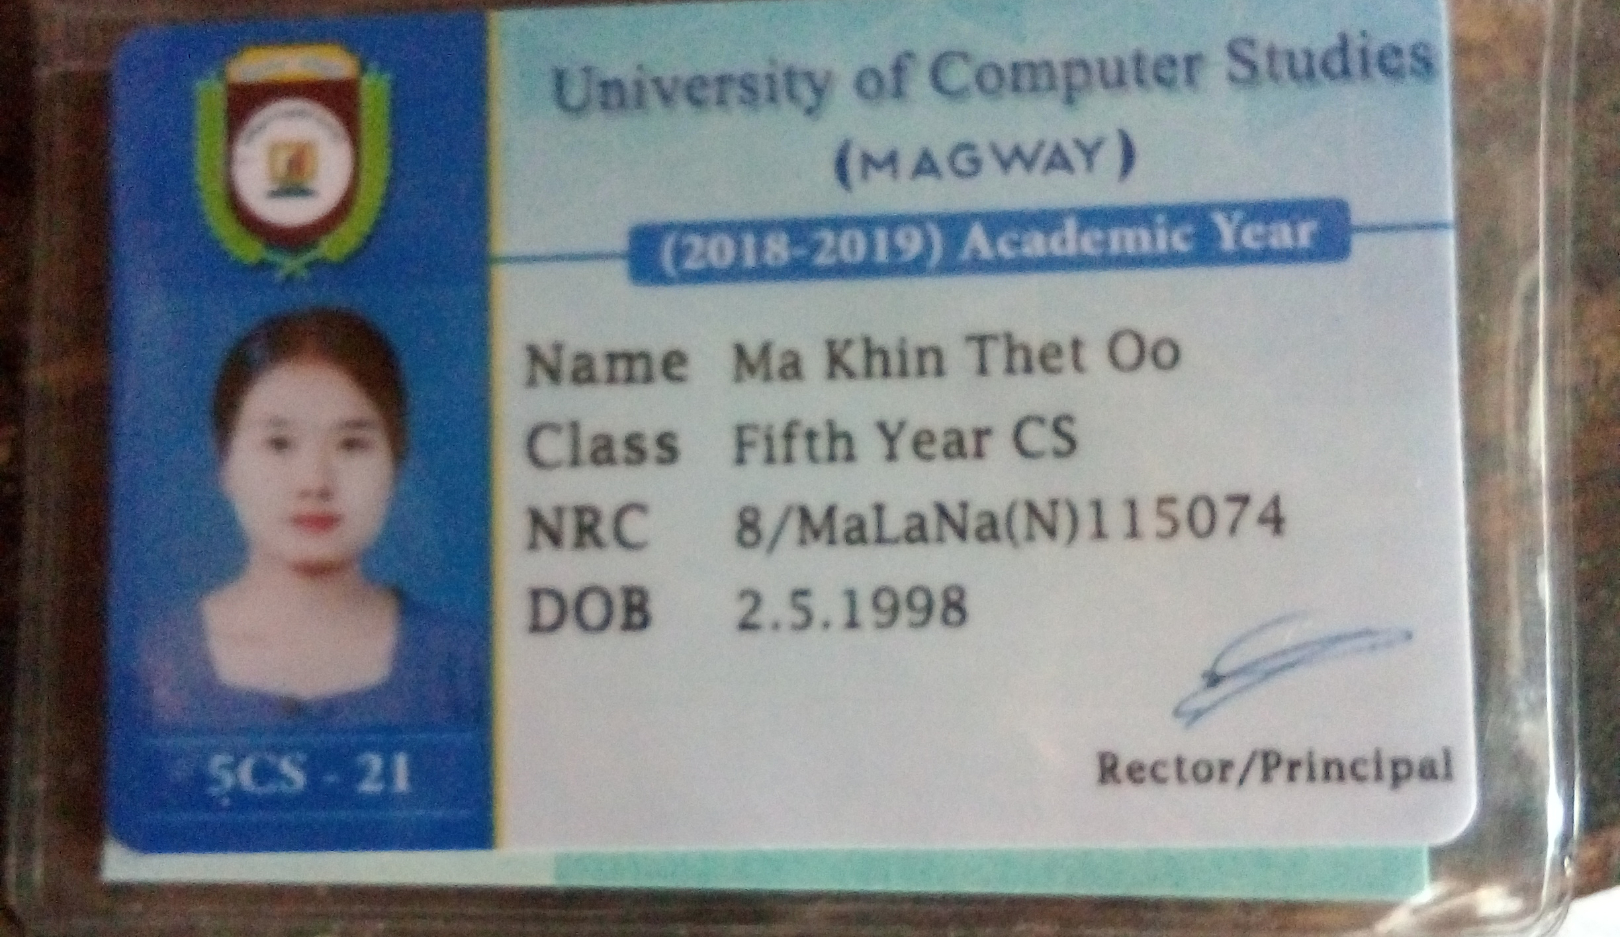 University of Computer Studies
(MAGWAY)
(2018-2019) Academic Year
Name Ma Khin Thet Oo
Class Fifth Year CS
NRC 8/MaLaNa(N)115074
DOB 2.5.1998
5CS - 21
Rector/Principal